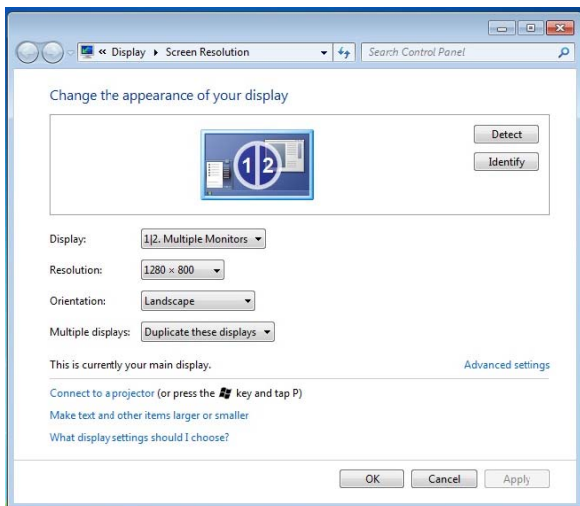 « Display ▸ Screen Resolution
Search Control Panel
Change the appearance of your display
1|2
Detect
Identify
Display: 1|2. Multiple Monitors
Resolution: 1280 × 800
Orientation: Landscape
Multiple displays: Duplicate these displays
This is currently your main display. Advanced settings
Connect to a projector (or press the key and tap P)
Make text and other items larger or smaller
What display settings should I choose?
OK Cancel Apply